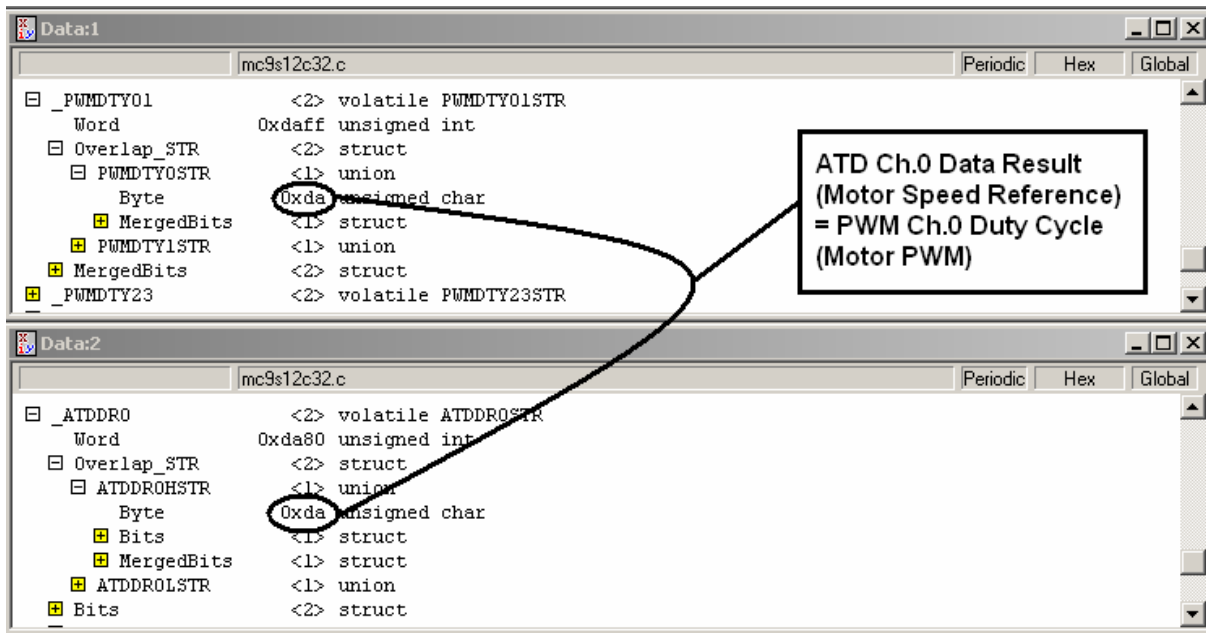 Data:1
mc9s12c32.c Periodic Hex Global
_PWMDTY01 <2> volatile PWMDTY01STR
Word 0xdaff unsigned int
Overlap_STR <2> struct
PWMDTY0STR <1> union
Byte 0xda unsigned char
MergedBits <1> struct
PWMDTY1STR <1> union
MergedBits <2> struct
_PWMDTY23 <2> volatile PWMDTY23STR
ATD Ch.0 Data Result
(Motor Speed Reference)
= PWM Ch.0 Duty Cycle
(Motor PWM)
Data:2
mc9s12c32.c Periodic Hex Global
_ATDDR0 <2> volatile ATDDR0STR
Word 0xda80 unsigned int
Overlap_STR <2> struct
ATDDR0HSTR <1> union
Byte 0xda unsigned char
Bits <1> struct
MergedBits <1> struct
ATDDR0LSTR <1> union
Bits <2> struct